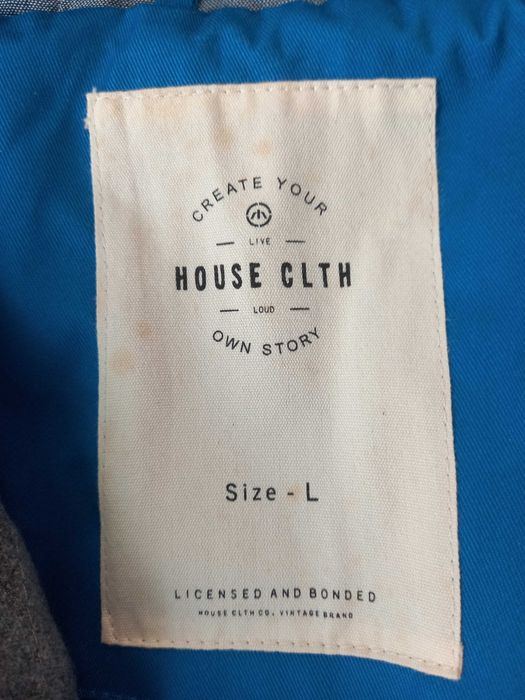 CREATE YOUR
— LIVE —
HOUSE CLTH
— LOUD —
OWN STORY
Size - L
LICENSED AND BONDED
HOUSE CLTH CO. VINTAGE BRAND